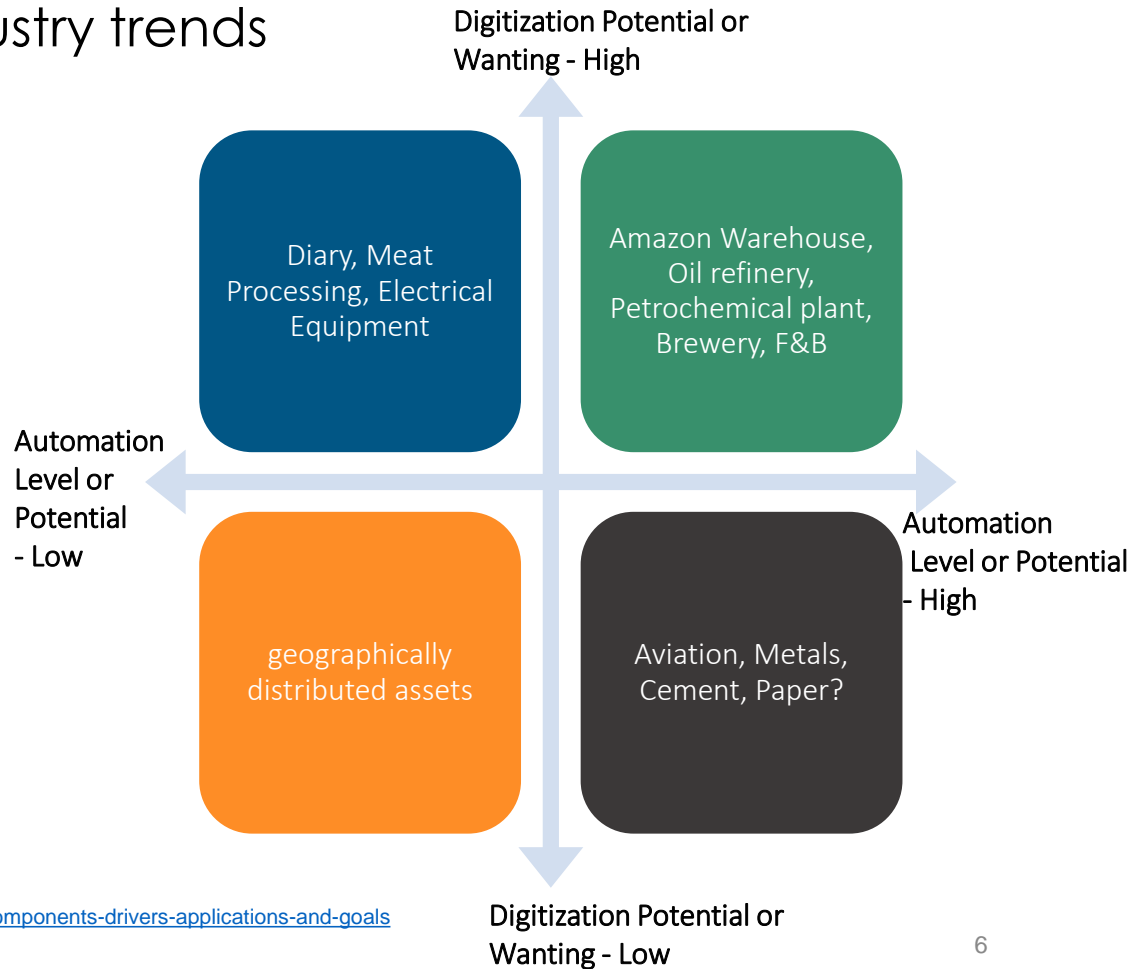 ustry trends
Digitization Potential or
Wanting - High
Diary, Meat
Processing, Electrical
Equipment
Amazon Warehouse,
Oil refinery,
Petrochemical plant,
Brewery, F&B
Automation
Level or
Potential
- Low
Automation
Level or Potential
- High
geographically
distributed assets
Aviation, Metals,
Cement, Paper?
omponents-drivers-applications-and-goals
Digitization Potential or
Wanting - Low
6